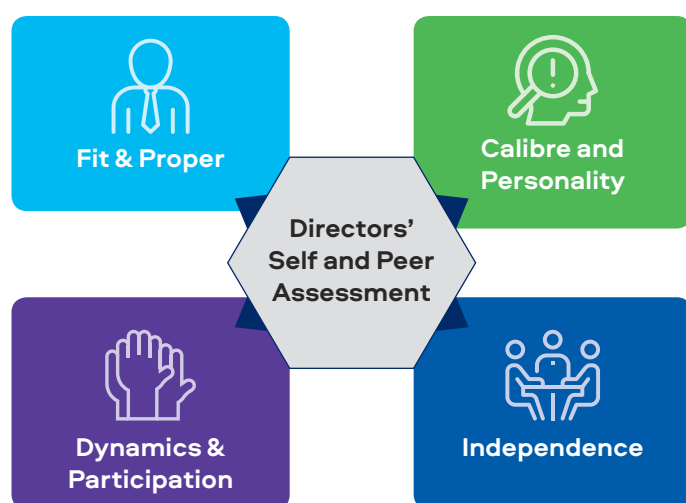 Fit & Proper
Calibre and
Personality
Directors’
Self and Peer
Assessment
Dynamics &
Participation
Independence